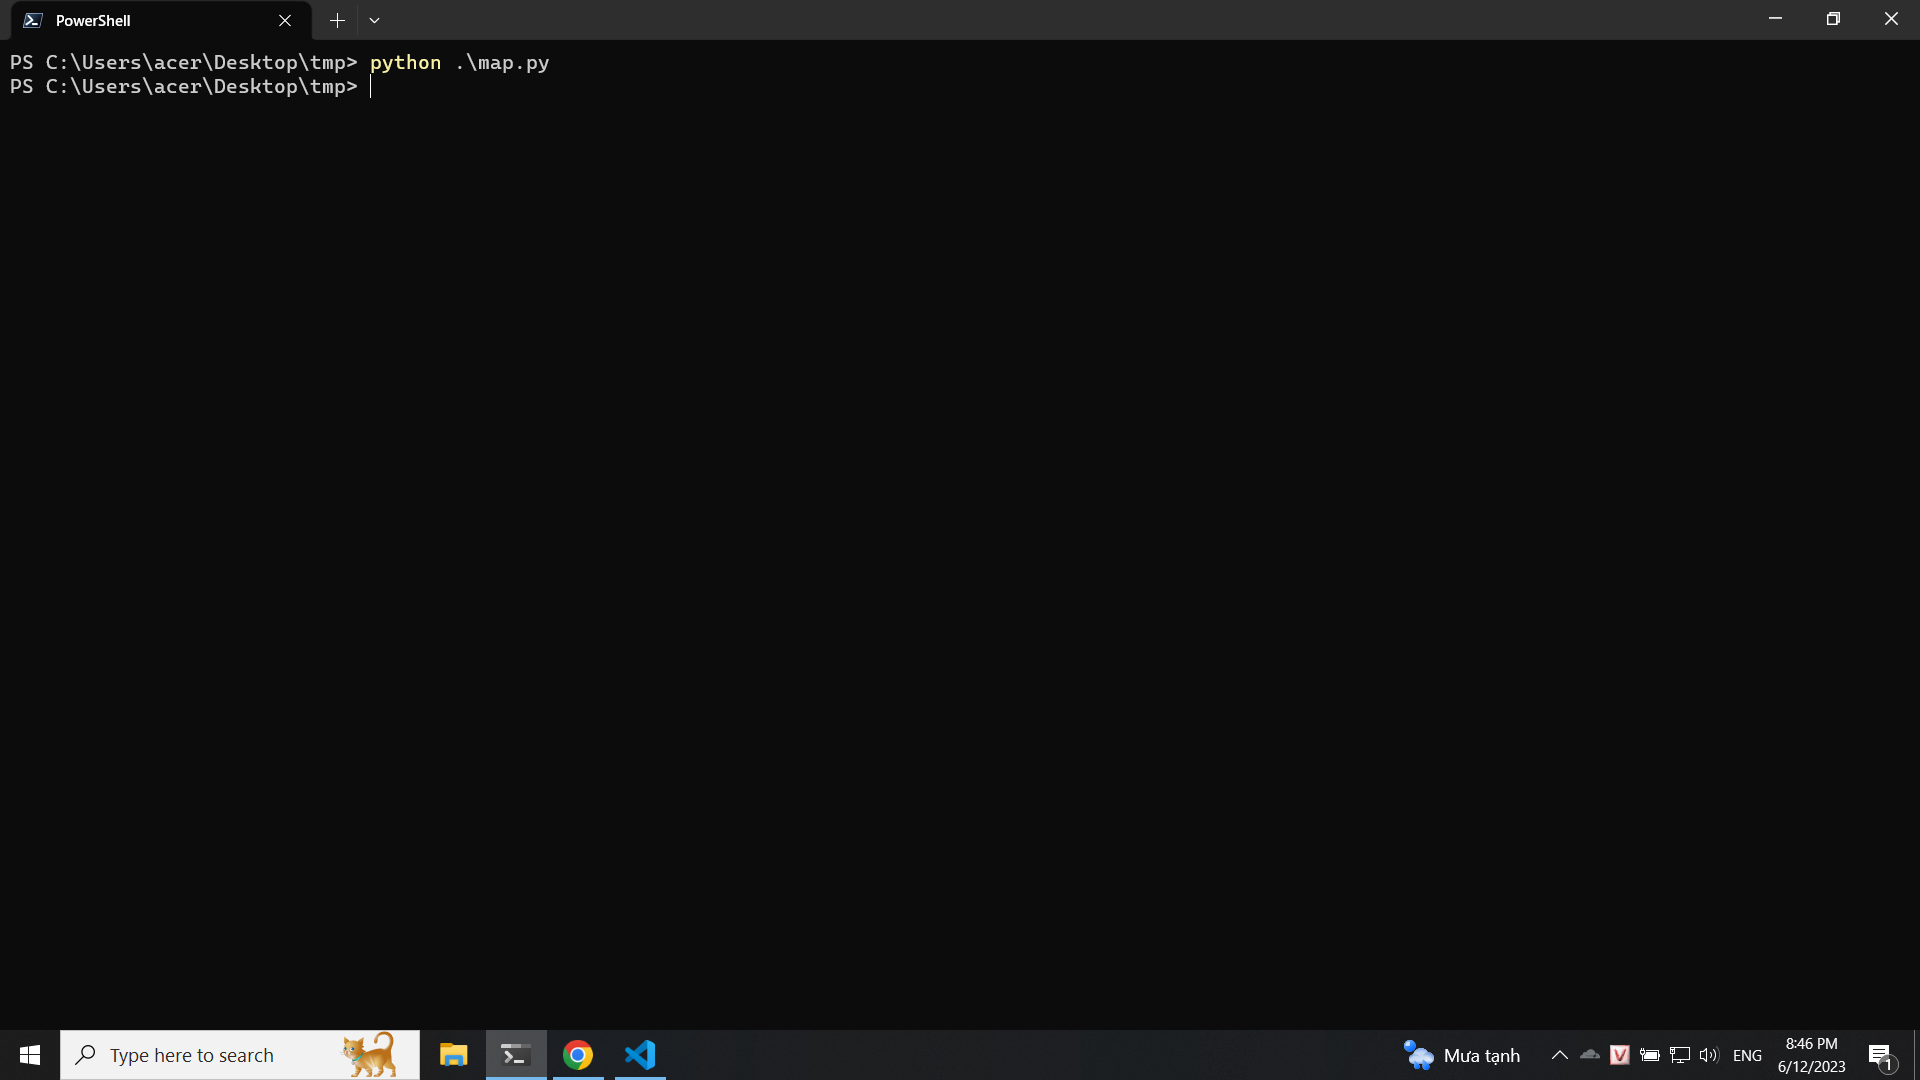 PowerShell
PS C:\Users\acer\Desktop\tmp> python .\map.py
PS C:\Users\acer\Desktop\tmp>
Type here to search
Mưa tạnh
V
ENG
8:46 PM
6/12/2023
1